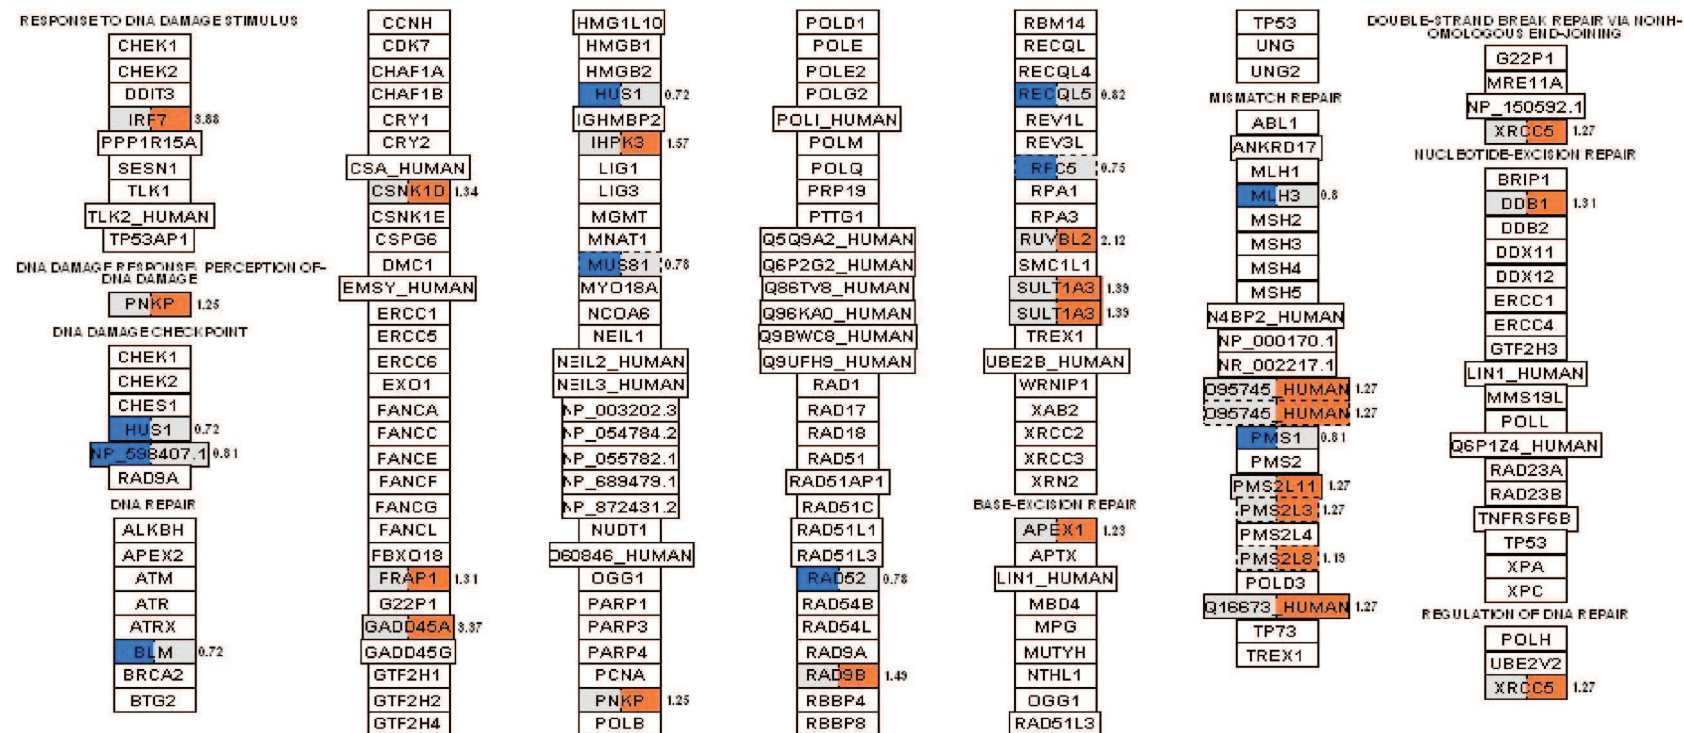 RESPONSE TO DNA DAMAGE STIMULUS
CHEK1
CHEK2
DDIT3
IRF7 3.88
PPP1R15A
SESN1
TLK1
TLK2_HUMAN
TP53AP1
DNA DAMAGE RESPONSE\ PERCEPTION OF-
DNA DAMAGE
PNKP 1.25
DNA DAMAGE CHECKPOINT
CHEK1
CHEK2
CHES1
HUS1 0.72
NP_598407.1 0.81
RAD9A
DNA REPAIR
ALKBH
APEX2
ATM
ATR
ATRX
BLM 0.72
BRCA2
BTG2
CCNH
CDK7
CHAF1A
CHAF1B
CRY1
CRY2
CSA_HUMAN
CSNK1D 1.34
CSNK1E
CSPG6
DMC1
EMSY_HUMAN
ERCC1
ERCC5
ERCC6
EXO1
FANCA
FANCC
FANCE
FANCF
FANCG
FANCL
FBXO18
FRAP1 1.31
G22P1
GADD45A 3.37
GADD45G
GTF2H1
GTF2H2
GTF2H4
HMG1L10
HMGB1
HMGB2
HUS1 0.72
IGHMBP2
IHPK3 1.57
LIG1
LIG3
MGMT
MNAT1
MUS81 0.78
MYO18A
NCOA6
NEIL1
NEIL2_HUMAN
NEIL3_HUMAN
NP_003202.3
NP_054784.2
NP_055782.1
NP_689479.1
NP_872431.2
NUDT1
O60846_HUMAN
OGG1
PARP1
PARP3
PARP4
PCNA
PNKP 1.25
POLB
POLD1
POLE
POLE2
POLG2
POLI_HUMAN
POLM
POLQ
PRP19
PTTG1
Q5Q9A2_HUMAN
Q6P2G2_HUMAN
Q86TV8_HUMAN
Q96KA0_HUMAN
Q9BWC8_HUMAN
Q9UFH9_HUMAN
RAD1
RAD17
RAD18
RAD51
RAD51AP1
RAD51C
RAD51L1
RAD51L3
RAD52 0.78
RAD54B
RAD54L
RAD9A
RAD9B 1.49
RBBP4
RBBP8
RBM14
RECQL
RECQL4
RECQL5 0.82
REV1L
REV3L
RFC5 0.75
RPA1
RPA3
RUVBL2 2.12
SMC1L1
SULT1A3 1.39
SULT1A3 1.39
TREX1
UBE2B_HUMAN
WRNIP1
XAB2
XRCC2
XRCC3
XRN2
BASE-EXCISION REPAIR
APEX1 1.23
APTX
LIN1_HUMAN
MBD4
MPG
MUTYH
NTHL1
OGG1
RAD51L3
TP53
UNG
UNG2
MISMATCH REPAIR
ABL1
ANKRD17
MLH1
MLH3 0.8
MSH2
MSH3
MSH4
MSH5
N4BP2_HUMAN
NP_000170.1
NR_002217.1
O95745_HUMAN 1.27
O95745_HUMAN 1.27
PMS1 0.81
PMS2
PMS2L11 1.27
PMS2L3 1.27
PMS2L4
PMS2L8 1.19
POLD3
Q16673_HUMAN 1.27
TP73
TREX1
DOUBLE-STRAND BREAK REPAIR VIA NONH-
OMOLOGOUS END-JOINING
G22P1
MRE11A
NP_150592.1
XRCC5 1.27
NUCLEOTIDE-EXCISION REPAIR
BRIP1
DDB1 1.31
DDB2
DDX11
DDX12
ERCC1
ERCC4
GTF2H3
LIN1_HUMAN
MMS19L
POLL
Q6P1Z4_HUMAN
RAD23A
RAD23B
TNFRSF6B
TP53
XPA
XPC
REGULATION OF DNA REPAIR
POLH
UBE2V2
XRCC5 1.27